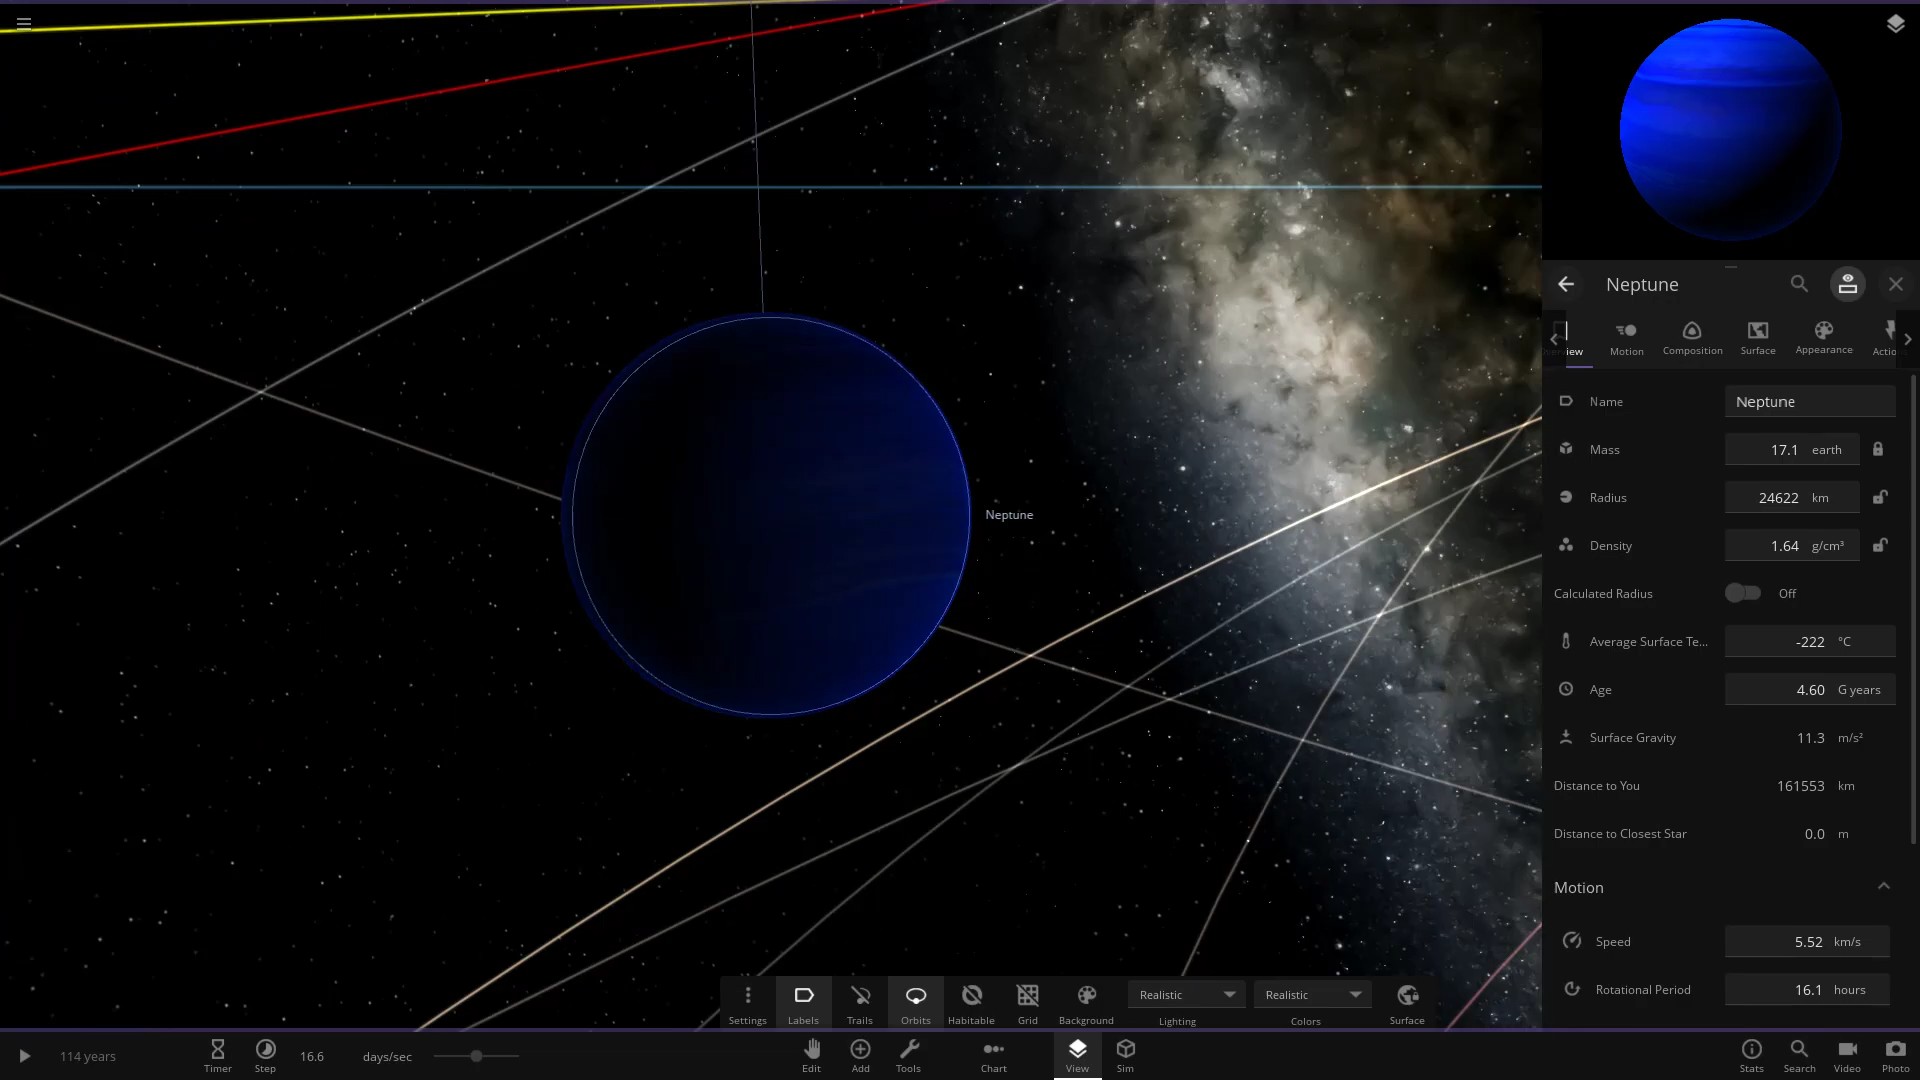 Neptune
Neptune
view Motion Composition Surface Appearance Actio
Name Neptune
Mass 17.1 earth
Radius 24622 km
Density 1.64 g/cm³
Calculated Radius Off
Average Surface Te... -222 °C
Age 4.60 G years
Surface Gravity 11.3 m/s²
Distance to You 161553 km
Distance to Closest Star 0.0 m
Motion
Speed 5.52 km/s
Rotational Period 16.1 hours
Realistic Realistic
Settings Labels Trails Orbits Habitable Grid Background Lighting Colors Surface
114 years 16.6 days/sec
Timer Step Edit Add Tools Chart View Sim Stats Search Video Photo